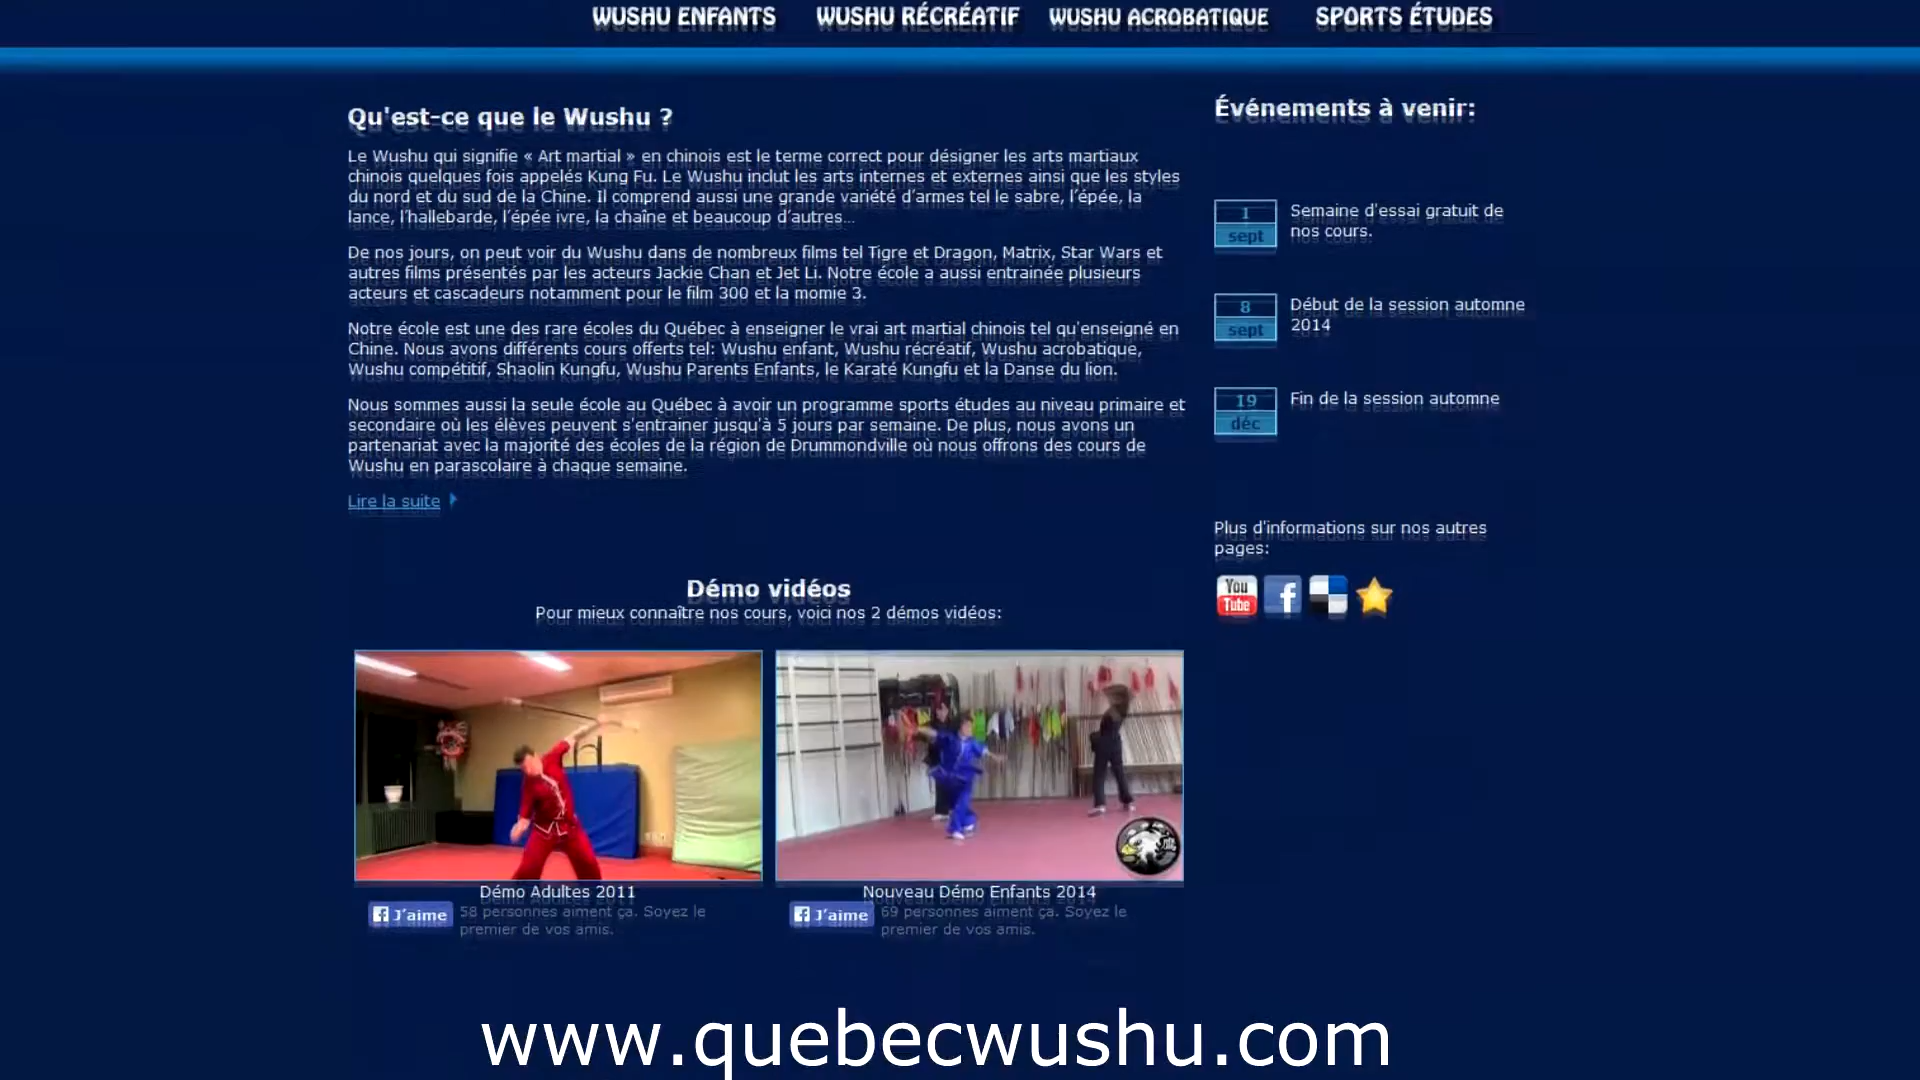 WUSHU ENFANTS WUSHU RÉCRÉATIF WUSHU ACROBATIQUE SPORTS ÉTUDES
Qu'est-ce que le Wushu ?
Le Wushu qui signifie « Art martial » en chinois est le terme correct pour désigner les arts martiaux
chinois quelques fois appelés Kung Fu. Le Wushu inclut les arts internes et externes ainsi que les styles
du nord et du sud de la Chine. Il comprend aussi une grande variété d'armes tel le sabre, l'épée, la
lance, l'hallebarde, l'épée ivre, la chaîne et beaucoup d'autres...
De nos jours, on peut voir du Wushu dans de nombreux films tel Tigre et Dragon, Matrix, Star Wars et
autres films présentés par les acteurs Jackie Chan et Jet Li. Notre école a aussi entrainée plusieurs
acteurs et cascadeurs notamment pour le film 300 et la momie 3.
Notre école est une des rare écoles du Québec à enseigner le vrai art martial chinois tel qu'enseigné en
Chine. Nous avons différents cours offerts tel: Wushu enfant, Wushu récréatif, Wushu acrobatique,
Wushu compétitif, Shaolin Kungfu, Wushu Parents Enfants, le Karaté Kungfu et la Danse du lion.
Nous sommes aussi la seule école au Québec à avoir un programme sports études au niveau primaire et
secondaire où les élèves peuvent s'entrainer jusqu'à 5 jours par semaine. De plus, nous avons un
partenariat avec la majorité des écoles de la région de Drummondville où nous offrons des cours de
Wushu en parascolaire à chaque semaine.
Lire la suite
Événements à venir:
1
sept
Semaine d'essai gratuit de
nos cours.
8
sept
Début de la session automne
2014
19
déc
Fin de la session automne
Plus d'informations sur nos autres
pages:
You
Tube
f
Démo vidéos
Pour mieux connaître nos cours, voici nos 2 démos vidéos:
Démo Adultes 2011
J'aime 58 personnes aiment ça. Soyez le
premier de vos amis.
Nouveau Démo Enfants 2014
J'aime 69 personnes aiment ça. Soyez le
premier de vos amis.
www.quebecwushu.com